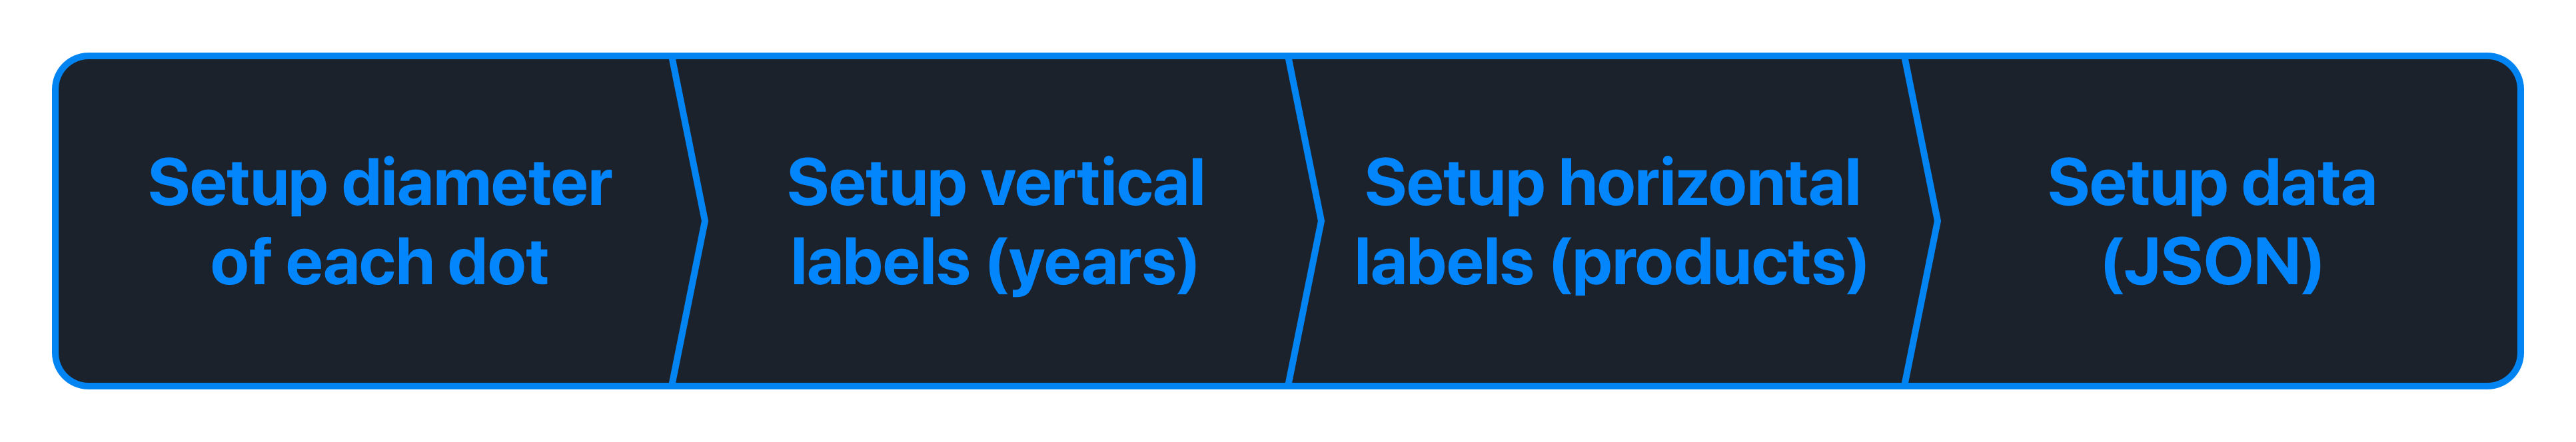 Setup diameter
of each dot
Setup vertical
labels (years)
Setup horizontal
labels (products)
Setup data
(JSON)